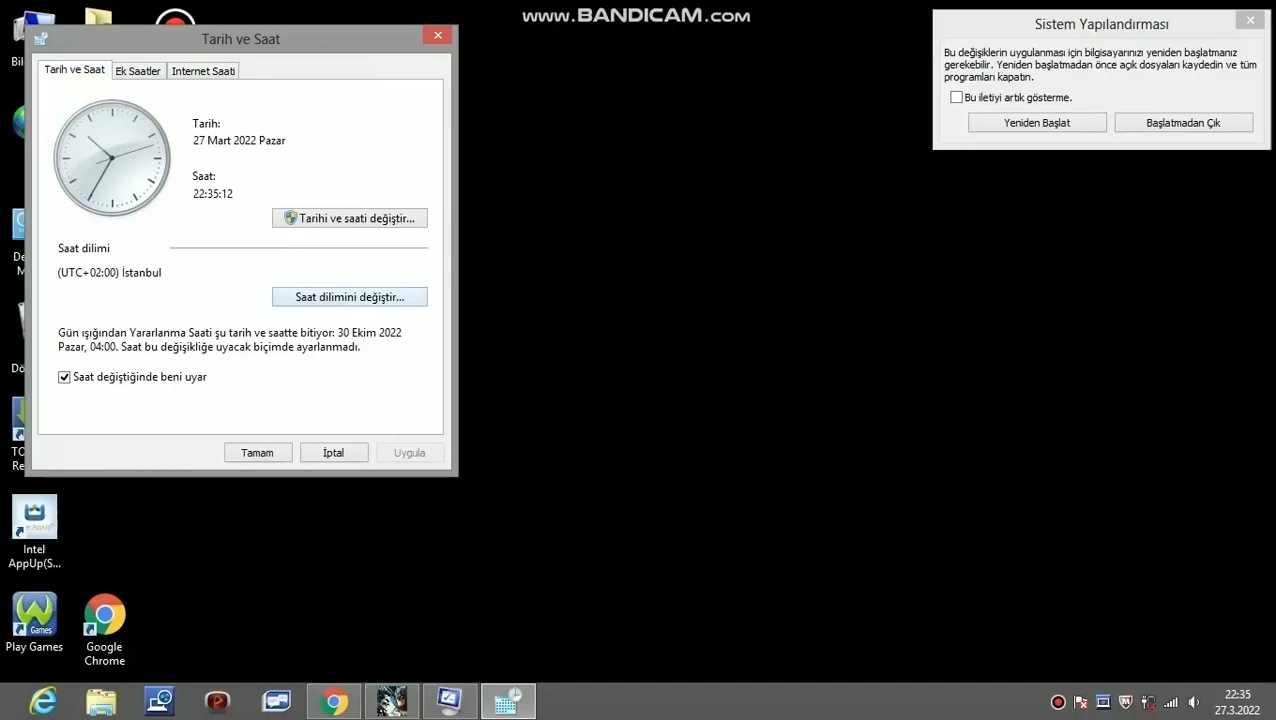 www.BANDICAM.com
Tarih ve Saat
Tarih ve Saat
Ek Saatler
Internet Saati
Tarih:
27 Mart 2022 Pazar
Saat:
22:35:12
Tarihi ve saati değiştir...
Saat dilimi
(UTC+02:00) İstanbul
Saat dilimini değiştir...
Gün ışığından Yararlanma Saati şu tarih ve saatte bitiyor: 30 Ekim 2022
Pazar, 04:00. Saat bu değişikliğe uyacak biçimde ayarlanmadı.
Saat değiştiğinde beni uyar
Tamam
İptal
Uygula
Sistem Yapılandırması
Bu değişiklerin uygulanması için bilgisayarınızı yeniden başlatmanız
gerekebilir. Yeniden başlatmadan önce açık dosyaları kaydedin ve tüm
programları kapatın.
Bu iletiyi artık gösterme.
Yeniden Başlat
Başlatmadan Çık
Intel
AppUp(S...
Games
Play Games
Google
Chrome
22:35
27.3.2022